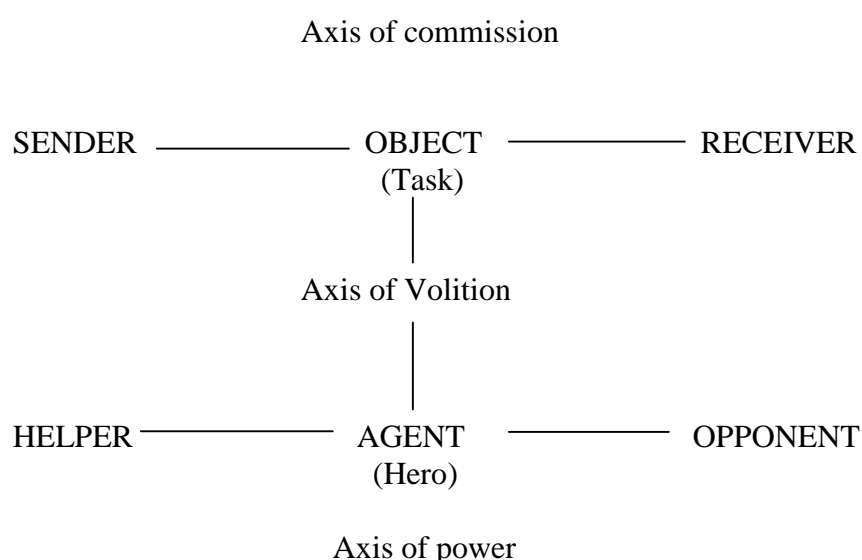 Axis of commission
SENDER OBJECT RECEIVER
(Task)
Axis of Volition
HELPER AGENT OPPONENT
(Hero)
Axis of power